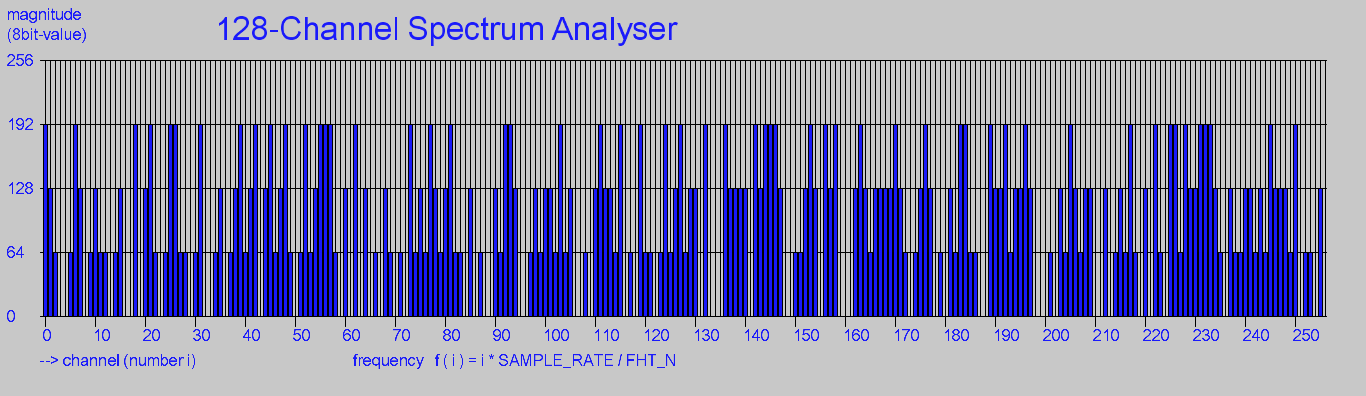 magnitude
(8bit-value)
128-Channel Spectrum Analyser
256
192
128
64
0
0 10 20 30 40 50 60 70 80 90 100 110 120 130 140 150 160 170 180 190 200 210 220 230 240 250
--> channel (number i)
frequency f ( i ) = i * SAMPLE_RATE / FHT_N